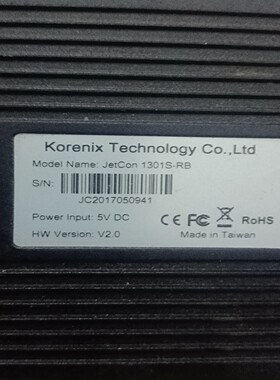 Korenix Technology Co.,Ltd
Model Name: JetCon 1301S-RB
S/N:
JC2017050941
Power Input: 5V DC
CE FC RoHS
HW Version: V2.0
Made in Taiwan